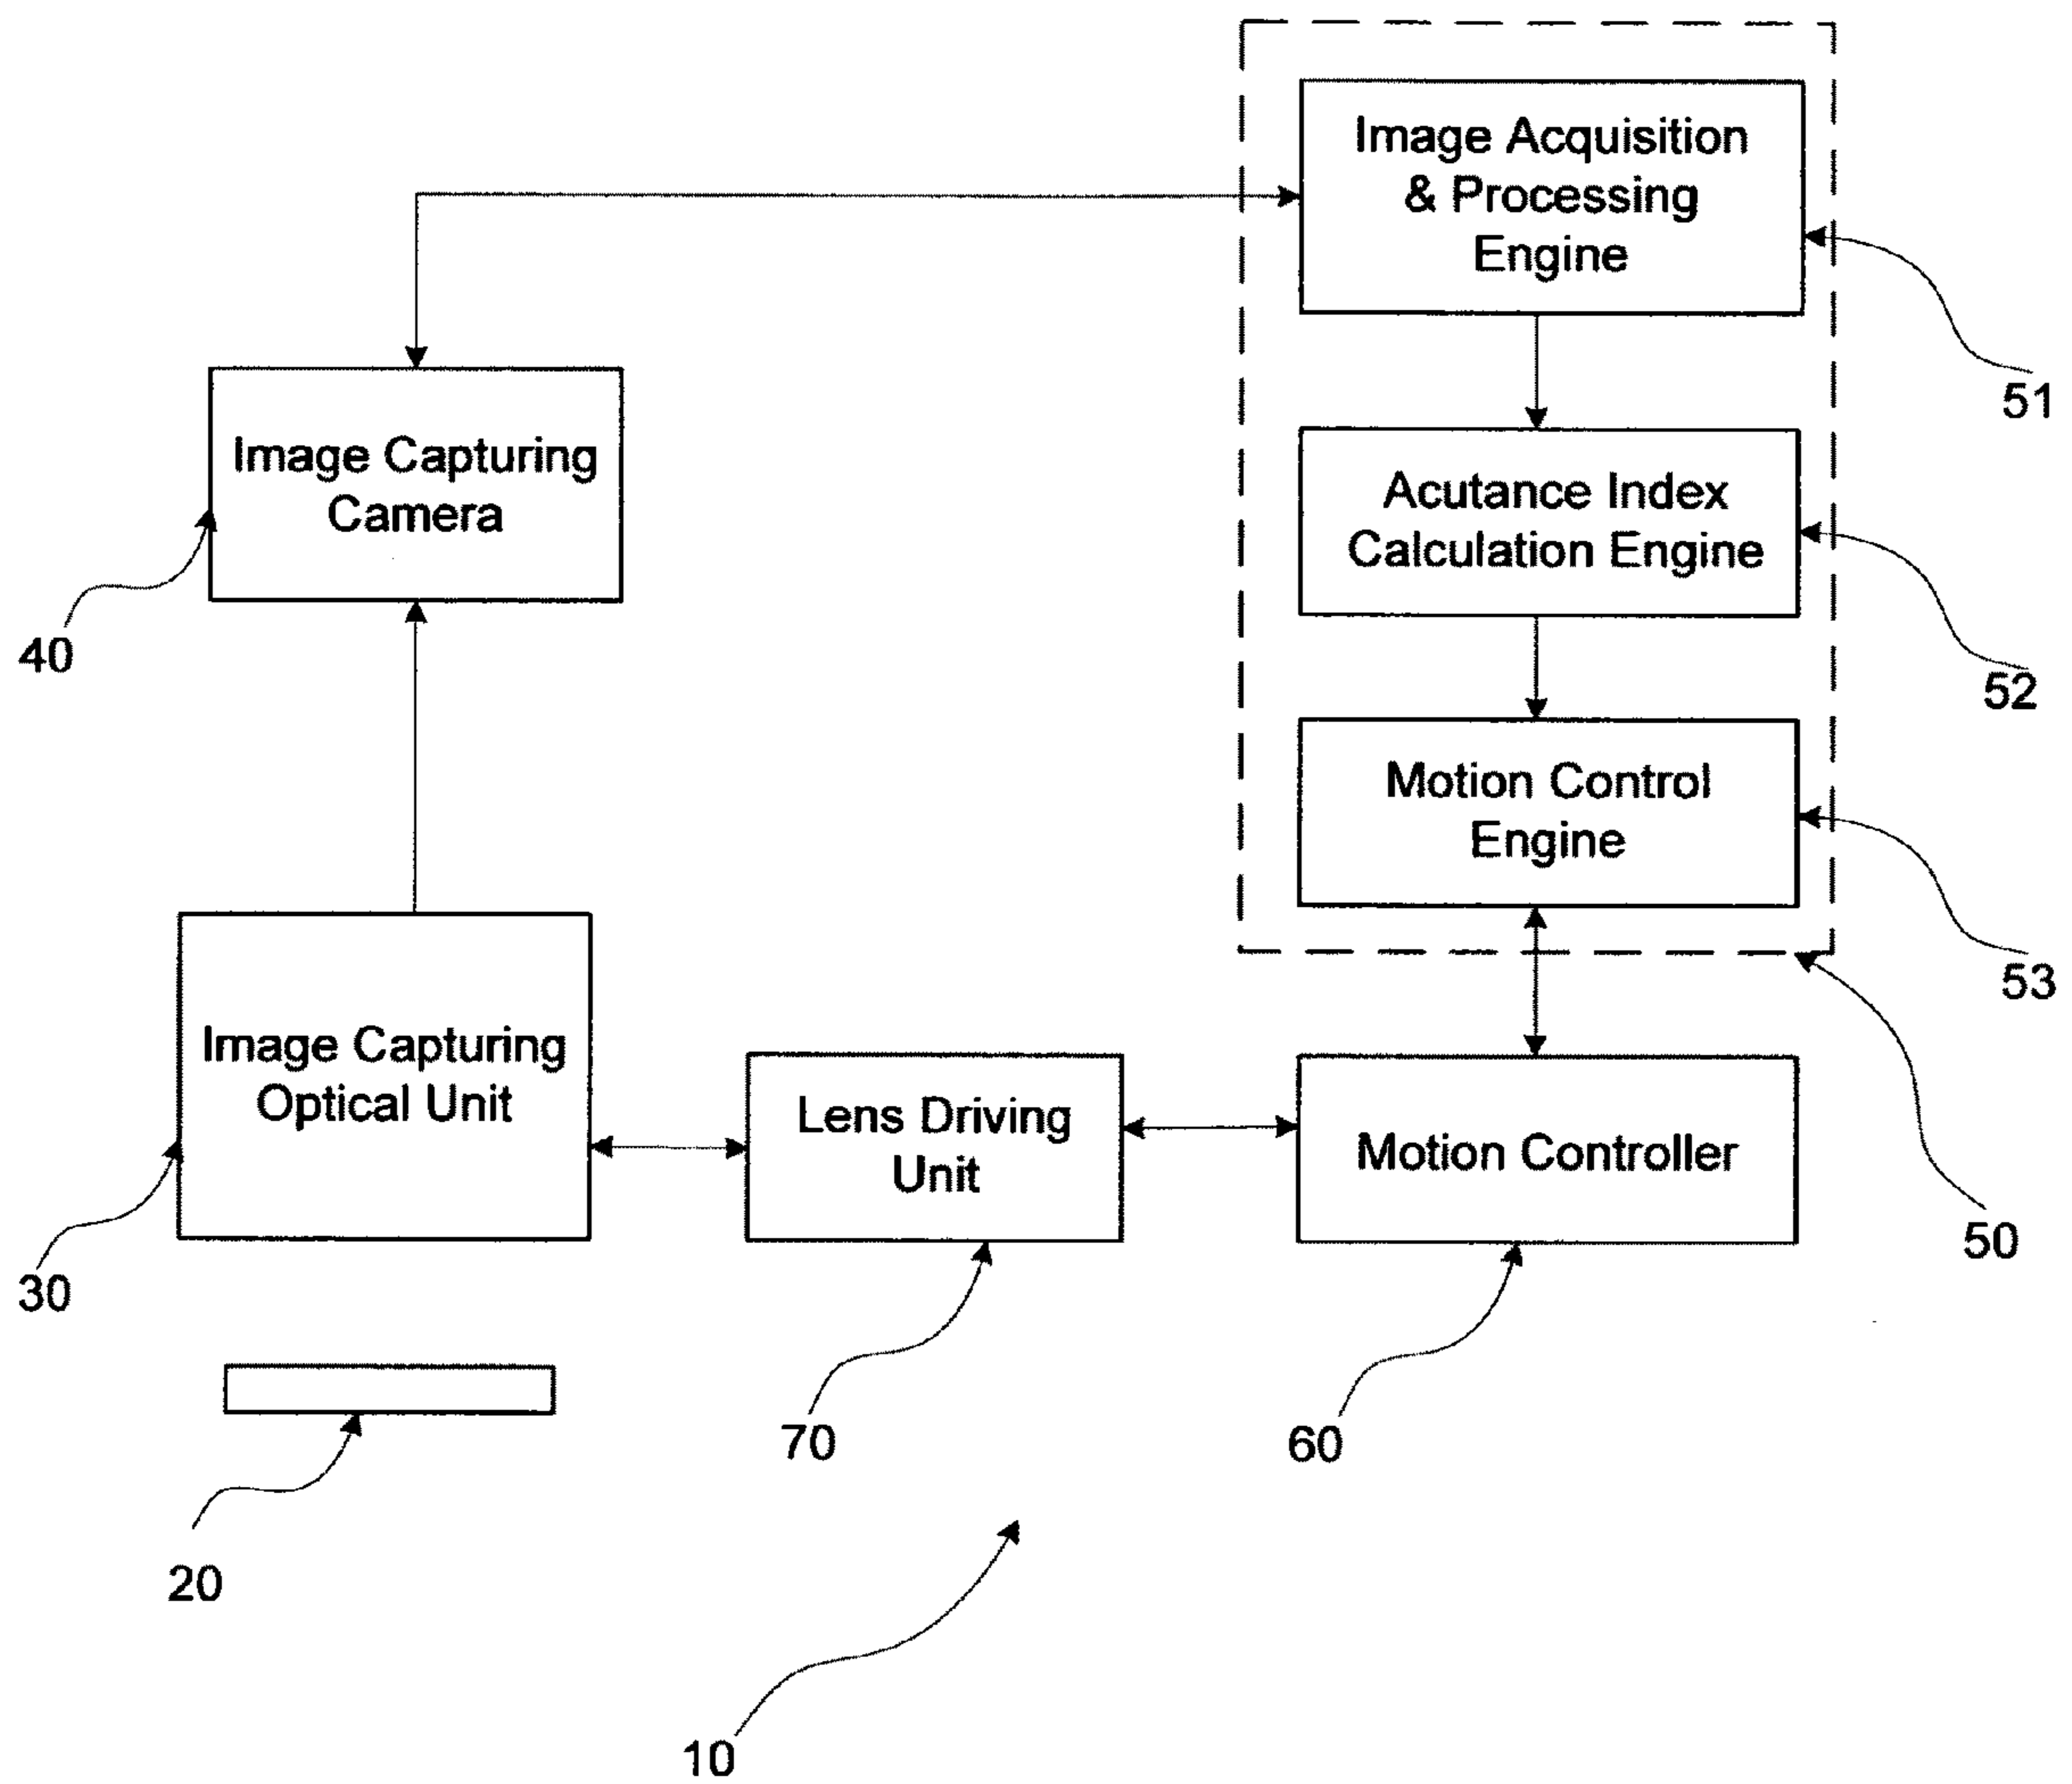 Image Acquisition
& Processing
Engine
51
Image Capturing
Camera
40
Acutance Index
Calculation Engine
52
Motion Control
Engine
53
Image Capturing
Optical Unit
30
Lens Driving
Unit
70
Motion Controller
60
50
20
10